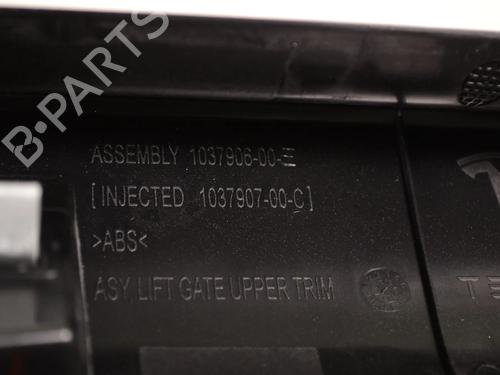 B-PARTS
ASSEMBLY 1037906-00-H
[INJECTED 1037907-00-C]
>ABS<
ASY, LIFT GATE UPPER TRIM